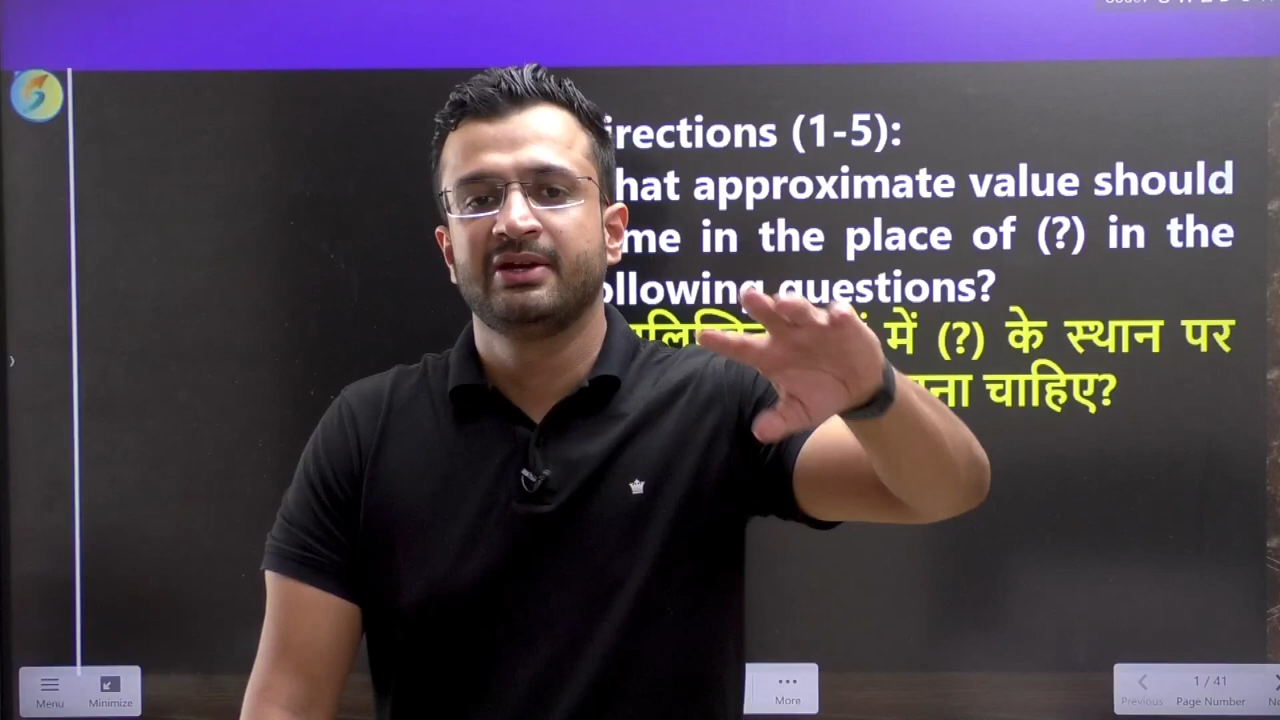 irections (1-5):
hat approximate value should
me in the place of (?) in the
ollowing questions?
में (?) के स्थान पर
ना चाहिए?
Menu
Minimize
More
1 / 41
Previous
Page Number